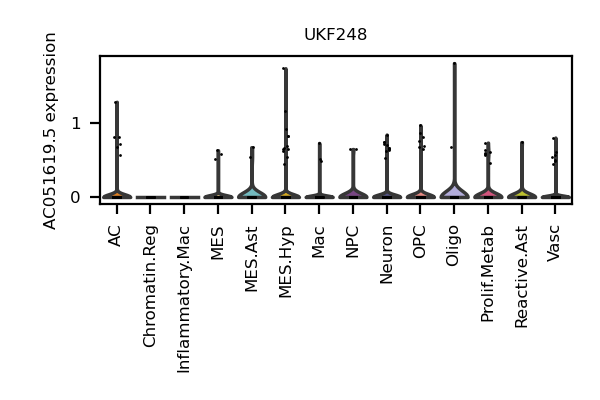 UKF248
AC051619.5 expression
1
0
AC
Chromatin.Reg
Inflammatory.Mac
MES
MES.Ast
MES.Hyp
Mac
NPC
Neuron
OPC
Oligo
Prolif.Metab
Reactive.Ast
Vasc